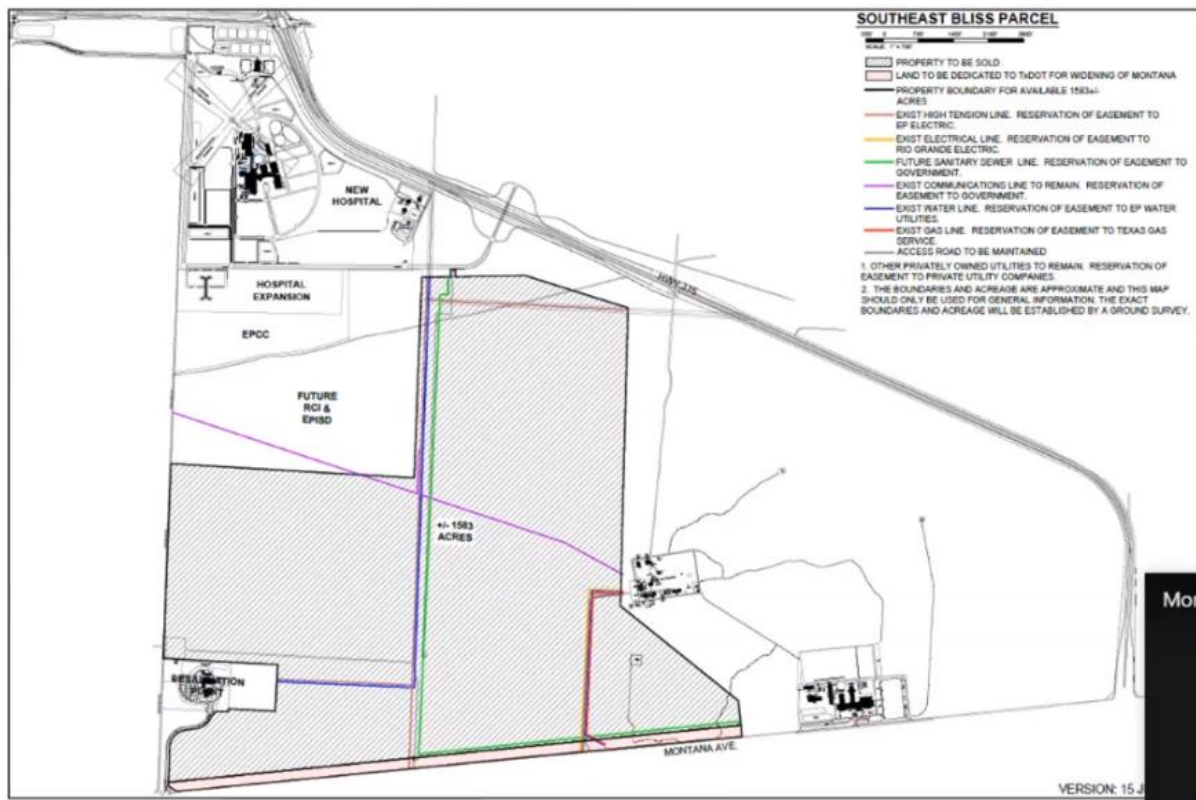 SOUTHEAST BLISS PARCEL
PROPERTY TO BE SOLD
LAND TO BE DEDICATED TO TxDOT FOR WIDENING OF MONTANA
PROPERTY BOUNDARY FOR AVAILABLE 1583+/-
ACRES
EXIST HIGH TENSION LINE. RESERVATION OF EASEMENT TO
EP ELECTRIC.
EXIST ELECTRICAL LINE. RESERVATION OF EASEMENT TO
RIO GRANDE ELECTRIC.
FUTURE SANITARY SEWER LINE. RESERVATION OF EASEMENT TO
GOVERNMENT.
EXIST COMMUNICATIONS LINE TO REMAIN. RESERVATION OF
EASEMENT TO GOVERNMENT.
EXIST WATER LINE. RESERVATION OF EASEMENT TO EP WATER
UTILITIES.
EXIST GAS LINE. RESERVATION OF EASEMENT TO TEXAS GAS
SERVICE.
ACCESS ROAD TO BE MAINTAINED
1. OTHER PRIVATELY OWNED UTILITIES TO REMAIN. RESERVATION OF
EASEMENT TO PRIVATE UTILITY COMPANIES.
2. THE BOUNDARIES AND ACREAGE ARE APPROXIMATE AND THIS MAP
SHOULD ONLY BE USED FOR GENERAL INFORMATION. THE EXACT
BOUNDARIES AND ACREAGE WILL BE ESTABLISHED BY A GROUND SURVEY.
NEW
HOSPITAL
HWY-375
HOSPITAL
EXPANSION
EPCC
FUTURE
RCI &
EPISD
+/- 1583
ACRES
MONTANA AVE.
VERSION: 15 J
Mor